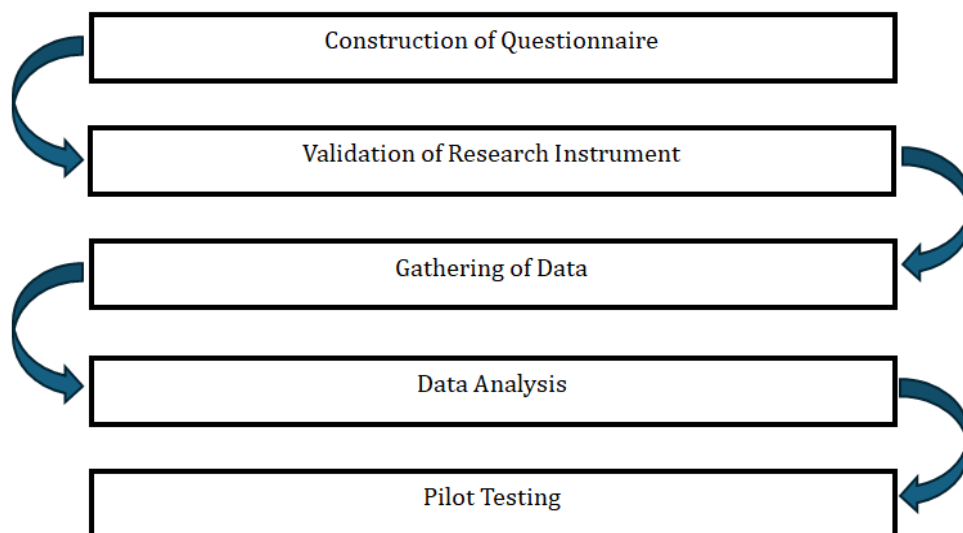 Construction of Questionnaire
Validation of Research Instrument
Gathering of Data
Data Analysis
Pilot Testing